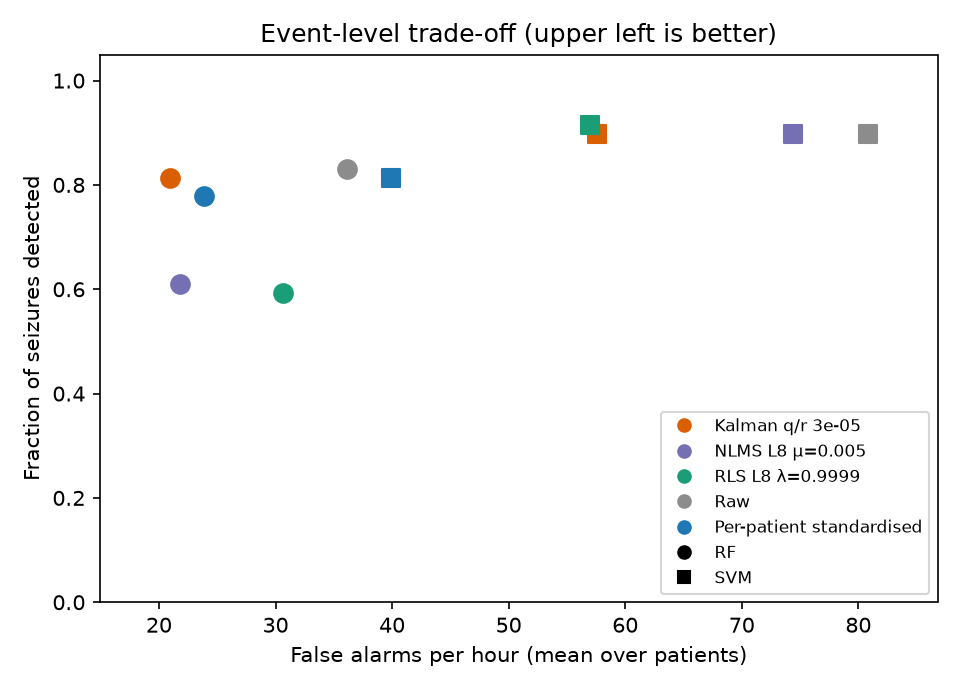 Event-level trade-off (upper left is better)
1.0
0.8
0.6
0.4
0.2
0.0
Fraction of seizures detected
20 30 40 50 60 70 80
False alarms per hour (mean over patients)
Kalman q/r 3e-05
NLMS L8 μ=0.005
RLS L8 λ=0.9999
Raw
Per-patient standardised
RF
SVM